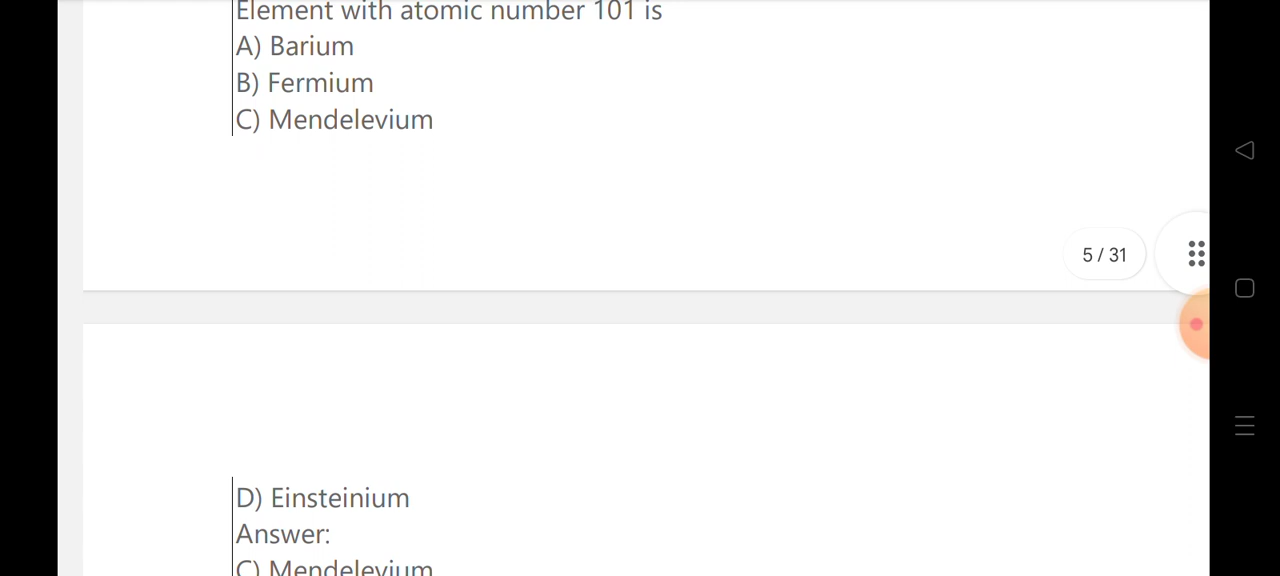 Element with atomic number 101 is
A) Barium
B) Fermium
C) Mendelevium
5 / 31
D) Einsteinium
Answer:
C) Mendelevium